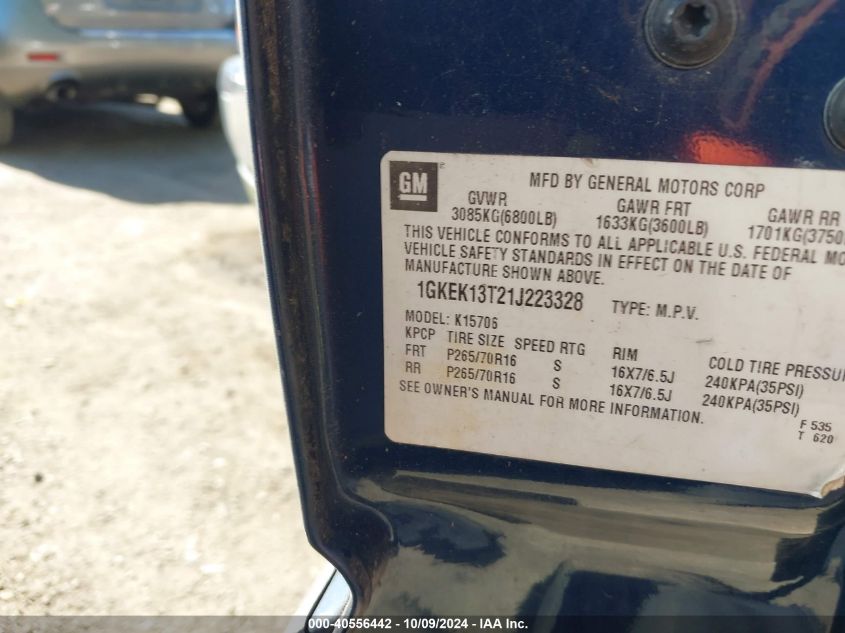 GM
MFD BY GENERAL MOTORS CORP
GVWR GAWR FRT GAWR RR
3085KG(6800LB) 1633KG(3600LB) 1701KG(3750
THIS VEHICLE CONFORMS TO ALL APPLICABLE U.S. FEDERAL MO
VEHICLE SAFETY STANDARDS IN EFFECT ON THE DATE OF
MANUFACTURE SHOWN ABOVE.
1GKEK13T21J223328 TYPE: M.P.V.
MODEL: K15706
KPCP TIRE SIZE SPEED RTG RIM COLD TIRE PRESSU
FRT P265/70R16 S 16X7/6.5J 240KPA(35PSI)
RR P265/70R16 S 16X7/6.5J 240KPA(35PSI)
SEE OWNER'S MANUAL FOR MORE INFORMATION.
F 535
T 620
000-40556442 - 10/09/2024 - IAA Inc.